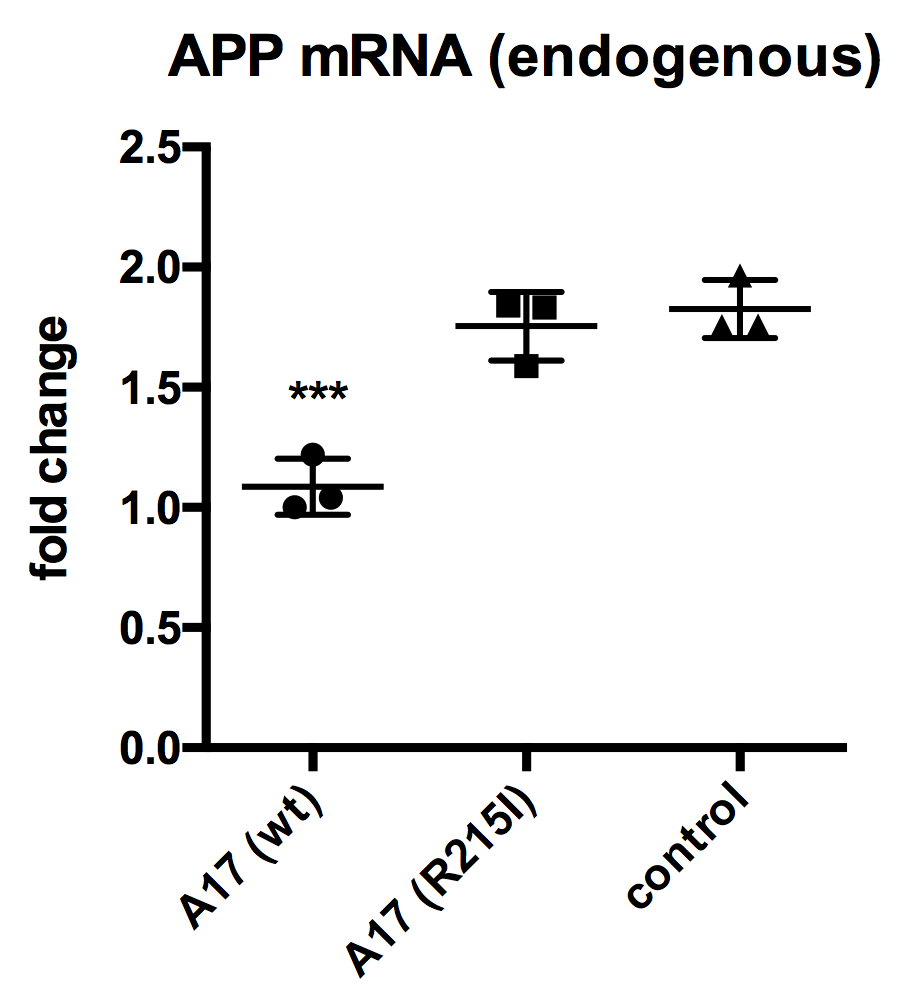 APP mRNA (endogenous)
2.5
2.0
1.5
1.0
0.5
0.0
fold change
***
A17 (wt)
A17 (R215I)
control